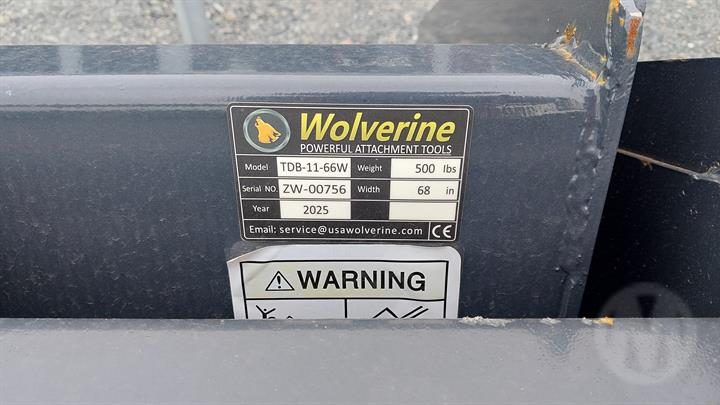 Wolverine
POWERFUL ATTACHMENT TOOLS
Model TDB-11-66W Weight 500 lbs
Serial NO. ZW-00756 Width 68 in
Year 2025
Email: service@usawolverine.com CE
WARNING